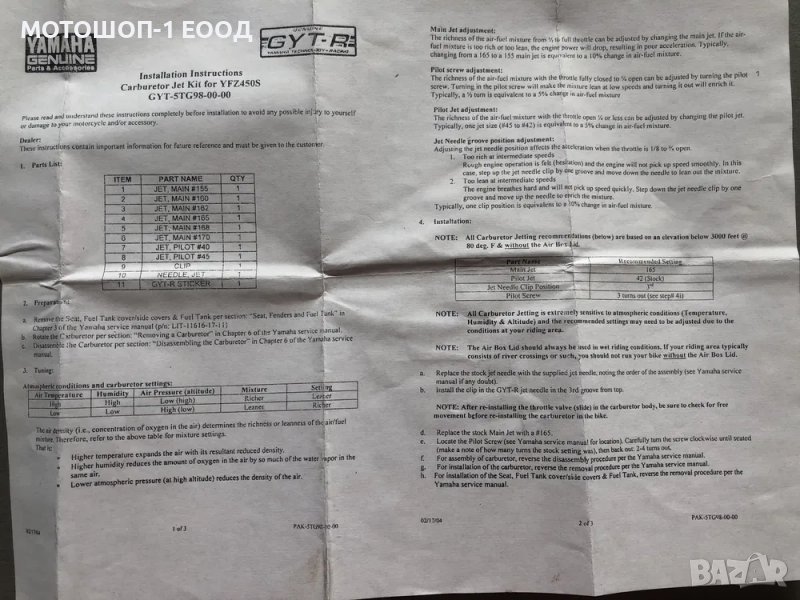 МОТОШОП-1 ЕООД
YAMAHA
GENUINE
Parts & Accessories
GENUINE
GYT-R
YAMAHA TECHNOLOGY • RACING
Installation Instructions
Carburetor Jet Kit for YFZ450S
GYT-5TG98-00-00
Please read and understand these instructions completely before installation to avoid any possible injury to yourself
or damage to your motorcycle and/or accessory.
Dealer:
These instructions contain important information for future reference and must be given to the customer.
1. Parts List:
ITEM PART NAME QTY
1 JET, MAIN #155 1
2 JET, MAIN #160 1
3 JET, MAIN #162 1
4 JET, MAIN #165 1
5 JET, MAIN #168 1
6 JET, MAIN #170 1
7 JET, PILOT #40 1
8 JET, PILOT #45 1
9 CLIP 1
10 NEEDLE, JET 1
11 GYT-R STICKER 1
2. Preparation:
a. Remove the Seat, Fuel Tank cover/side covers & Fuel Tank per section: "Seat, Fenders and Fuel Tank" in
Chapter 3 of the Yamaha service manual (p/n: LIT-11616-17-11)
b. Rotate the Carburetor per section: "Removing a Carburetor" in Chapter 6 of the Yamaha service manual.
c. Disassemble the Carburetor per section: "Disassembling the Carburetor" in Chapter 6 of the Yamaha service
manual.
3. Tuning:
Atmospheric conditions and carburetor settings:
Air Temperature Humidity Air Pressure (altitude) Mixture Setting
High High Low (high) Richer Leaner
Low Low High (low) Leaner Richer
The air density (i.e., concentration of oxygen in the air) determines the richness or leanness of the air/fuel
mixture. Therefore, refer to the above table for mixture settings.
That is:
• Higher temperature expands the air with its resultant reduced density.
• Higher humidity reduces the amount of oxygen in the air by so much of the water vapor in the
same air.
• Lower atmospheric pressure (at high altitude) reduces the density of the air.
1 of 3
PAK-5TG98-00-00
Main Jet adjustment:
The richness of the air-fuel mixture from ¼ to full throttle can be adjusted by changing the main jet. If the air-
fuel mixture is too rich or too lean, the engine power will drop, resulting in poor acceleration. Typically,
changing from a 165 to a 155 main jet is equivalent to a 10% change in air-fuel mixture.
Pilot screw adjustment:
The richness of the air-fuel mixture with the throttle fully closed to ¼ open can be adjusted by turning the pilot
screw. Turning in the pilot screw will make the mixture lean at low speeds and turning it out will enrich it.
Typically, a ½ turn is equivalent to a 5% change in air-fuel mixture
Pilot Jet adjustment:
The richness of the air-fuel mixture with the throttle open ¼ or less can be adjusted by changing the pilot jet.
Typically, one jet size (#45 to #42) is equivalent to a 5% change in air-fuel mixture.
Jet Needle groove position adjustment:
Adjusting the jet needle position affects the acceleration when the throttle is 1/8 to ¾ open.
1. Too rich at intermediate speeds
Rough engine operation is felt (hesitation) and the engine will not pick up speed smoothly. In this
case, step up the jet needle clip by one groove and move down the needle to lean out the mixture.
2. Too lean at intermediate speeds
The engine breathes hard and will not pick up speed quickly. Step down the jet needle clip by one
groove and move up the needle to enrich the mixture.
Typically, one clip position is equivalent to a 10% change in air-fuel mixture.
4. Installation:
NOTE: All Carburetor Jetting recommendations (below) are based on an elevation below 3000 feet @
80 deg. F & without the Air Box Lid.
Part Name Recommended Setting
Main Jet 165
Pilot Jet 42 (Stock)
Jet Needle Clip Position 3rd
Pilot Screw 3 turns out (see step# 4i)
NOTE: All Carburetor Jetting is extremely sensitive to atmospheric conditions (Temperature,
Humidity & Altitude) and the recommended settings may need to be adjusted due to the
conditions at your riding area.
NOTE: The Air Box Lid should always be used in wet riding conditions. If your riding area typically
consists of river crossings or such, you should not run your bike without the Air Box Lid.
a. Replace the stock jet needle with the supplied jet needle, noting the order of the assembly (see Yamaha service
manual if any doubt).
b. Install the clip in the GYT-R jet needle in the 3rd groove from top.
NOTE: After re-installing the throttle valve (slide) in the carburetor body, be sure to check for free
movement before re-installing the carburetor in the bike.
d. Replace the stock Main Jet with a #165.
e. Locate the Pilot Screw (see Yamaha service manual for location). Carefully turn the screw clockwise until seated
(make a note of how many turns the stock setting was), then back out: 2-4 turns out.
f. For assembly of carburetor, reverse the disassembly procedure per the Yamaha service manual.
g. For installation of the carburetor, reverse the removal procedure per the Yamaha service manual.
h. For installation of the Seat, Fuel Tank cover/side covers & Fuel Tank, reverse the removal procedure per the
Yamaha service manual.
02/17/04
2 of 3
PAK-5TG98-00-00
BAZAR